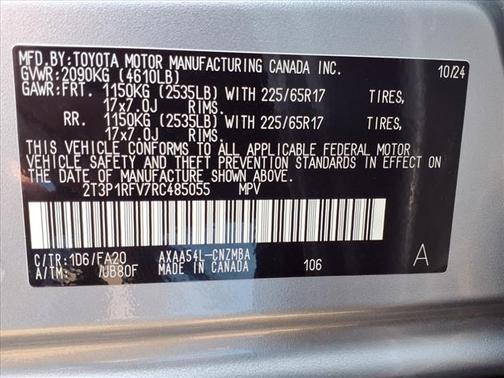 MFD.BY:TOYOTA MOTOR MANUFACTURING CANADA INC.
GVWR:2090KG (4610LB) 10/24
GAWR:FRT. 1150KG (2535LB) WITH 225/65R17 TIRES,
17x7.0J RIMS.
RR. 1150KG (2535LB) WITH 225/65R17 TIRES,
17x7.0J RIMS.
THIS VEHICLE CONFORMS TO ALL APPLICABLE FEDERAL MOTOR
VEHICLE SAFETY AND THEFT PREVENTION STANDARDS IN EFFECT
ON THE DATE OF MANUFACTURE SHOWN ABOVE.
2T3P1RFV7RC485055 MPV
C/TR:1D6/FA20 AXAA54L-CNZMBA A
A/TM: /UB80F MADE IN CANADA 106